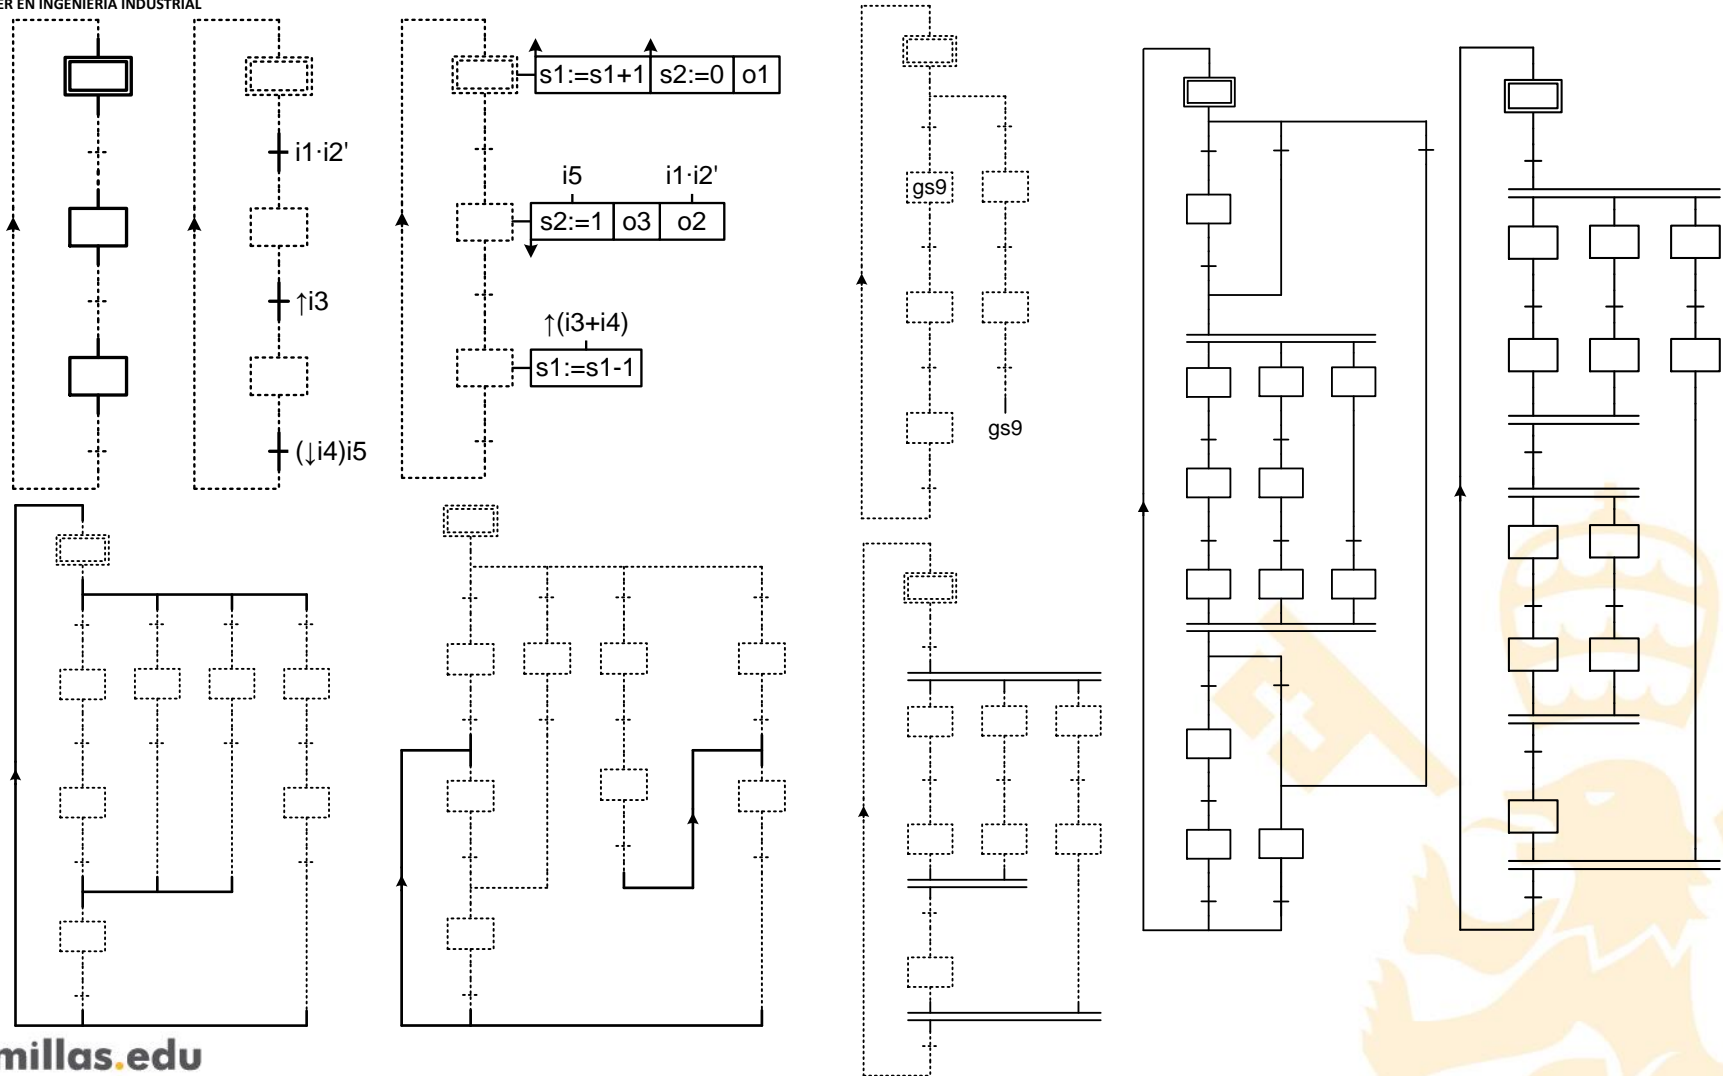 ER EN INGENIERÍA INDUSTRIAL
s1:=s1+1 s2:=0 o1
i1·i2'
i5 i1·i2'
gs9
s2:=1 o3 o2
↑i3
↑(i3+i4)
s1:=s1-1
gs9
(↓i4)i5
millas.edu